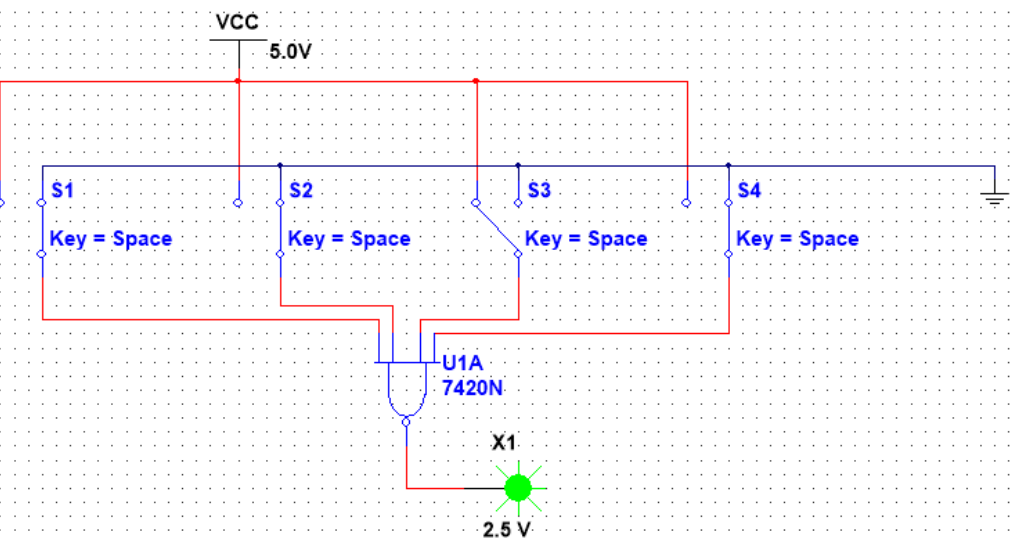 VCC
5.0V
S1
S2
S3
S4
Key = Space
Key = Space
Key = Space
Key = Space
U1A
7420N
X1
2.5 V